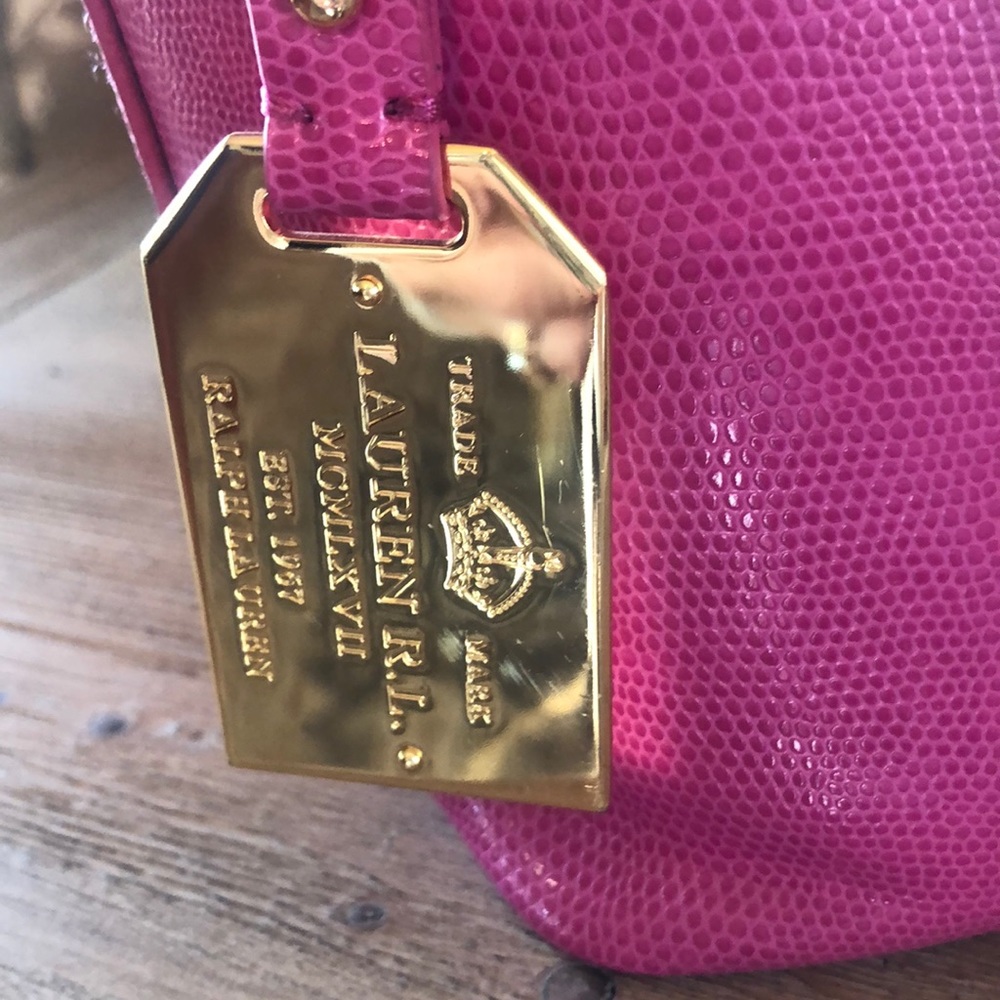 TRADE MARK
LAUREN R.L.
MCMLXVII
EST. 1967
RALPH LAUREN